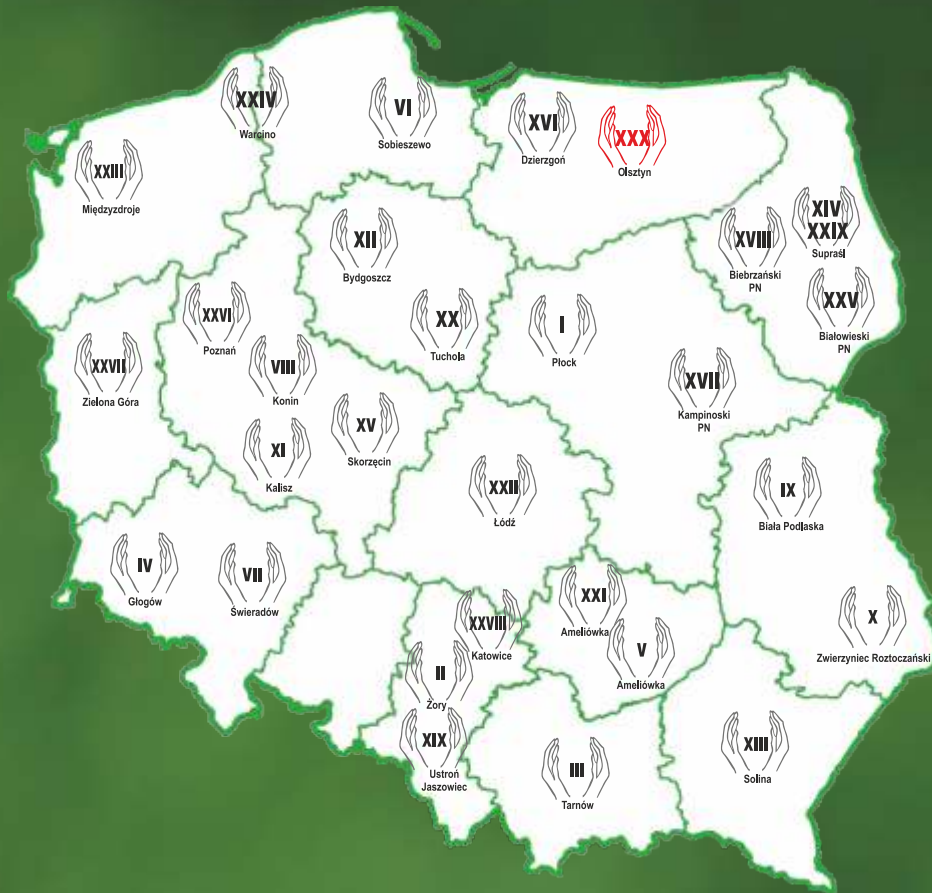 XXIV
Warcino
VI
Sobieszewo
XVI
Dzierzgoń
XXX
Olsztyn
XXIII
Międzyzdroje
XII
Bydgoszcz
XVIII
Biebrzański
PN
XIV
XXIX
Supraśl
XXV
Białowieski
PN
XXVI
Poznań
XX
Tuchola
I
Płock
XXVII
Zielona Góra
VIII
Konin
XVII
Kampinoski
PN
XI
Kalisz
XV
Skorzęcin
XXII
Łódź
IX
Biała Podlaska
IV
Głogów
VII
Świeradów
XXVIII
Katowice
XXI
Ameliówka
V
Ameliówka
X
Zwierzyniec Roztoczański
II
Żory
XIX
Ustroń
Jaszowiec
III
Tarnów
XIII
Solina